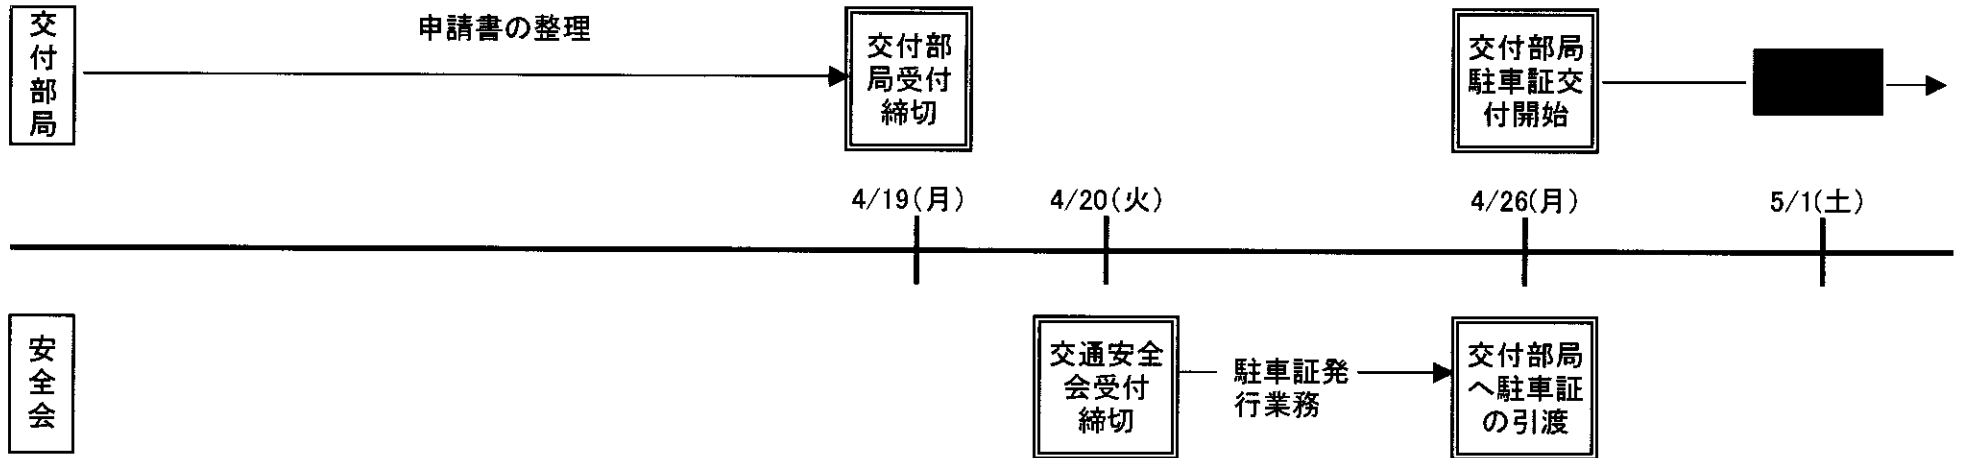 交付部局
申請書の整理
交付部
局受付
締切
交付部局
駐車証交
付開始
4/19(月)
4/20(火)
4/26(月)
5/1(土)
安全会
交通安全
会受付
締切
駐車証発
行業務
交付部局
へ駐車証
の引渡